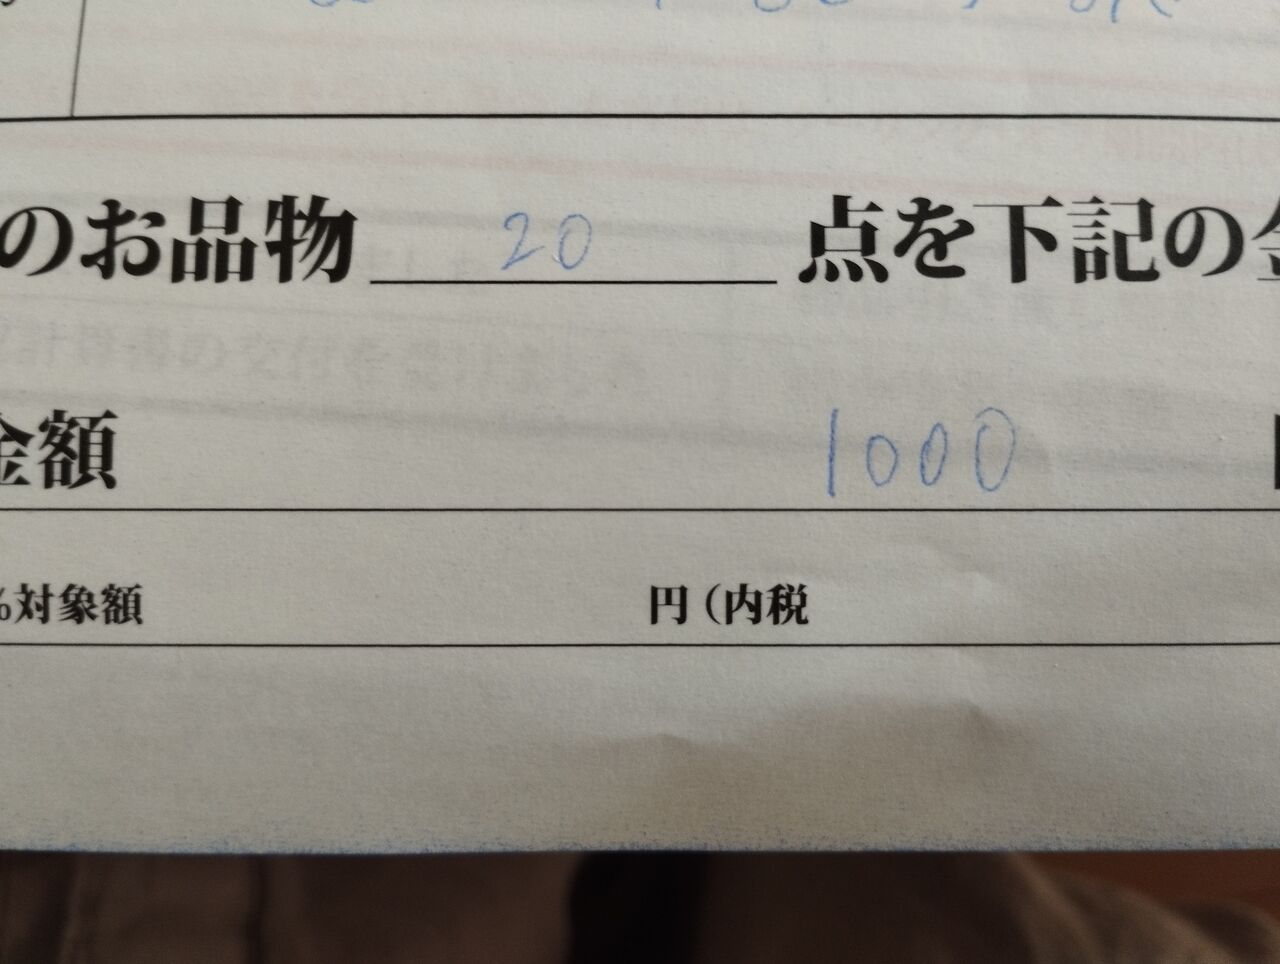 のお品物 20 点を下記の金
金額 1000
%対象額 円(内税